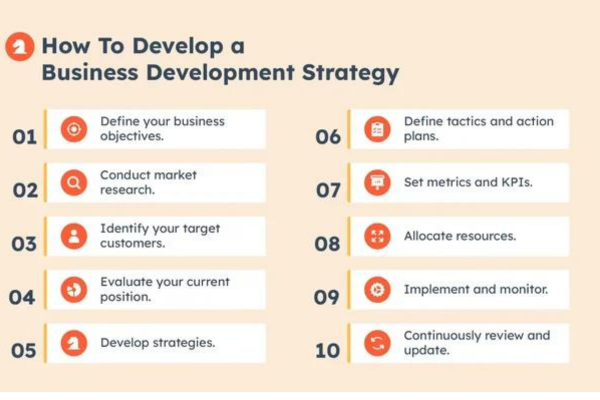 How To Develop a
Business Development Strategy
01
Define your business
objectives.
02
Conduct market
research.
03
Identify your target
customers.
04
Evaluate your current
position.
05
Develop strategies.
06
Define tactics and action
plans.
07
Set metrics and KPIs.
08
Allocate resources.
09
Implement and monitor.
10
Continuously review and
update.